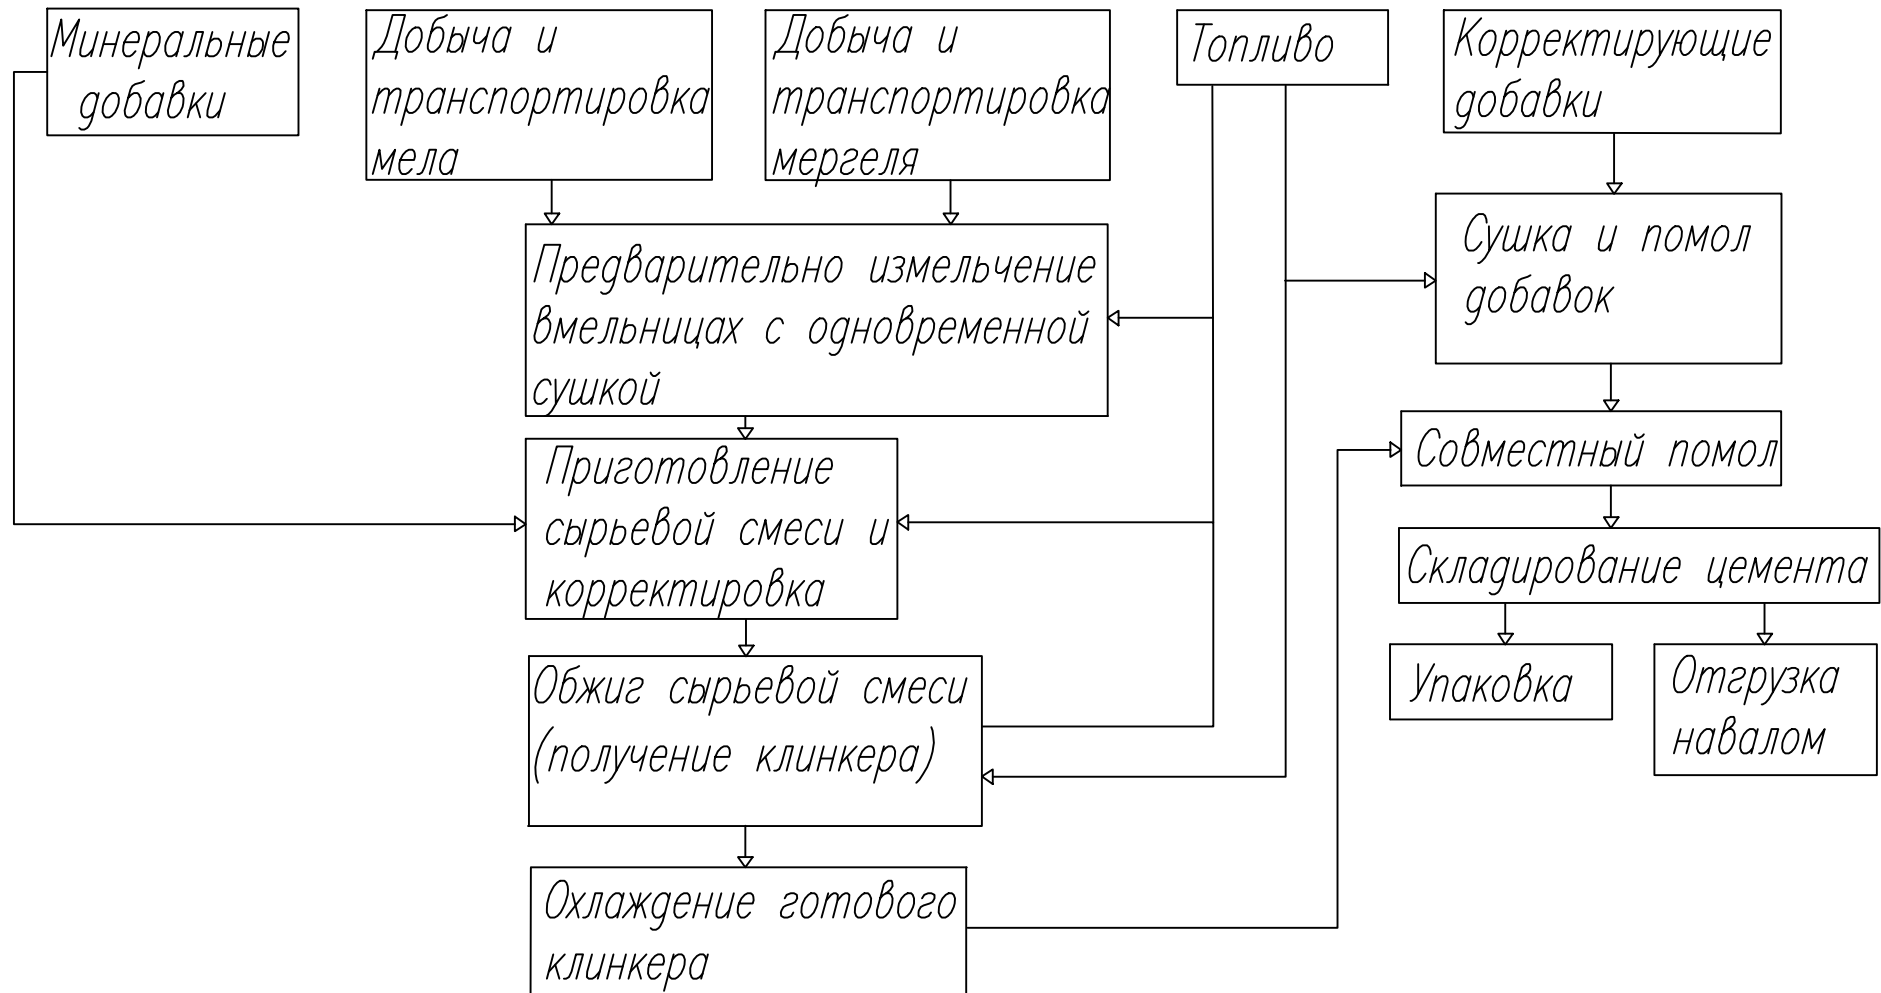 Минеральные
добавки
Добыча и
транспортировка
мела
Добыча и
транспортировка
мергеля
Топливо
Корректирующие
добавки
Сушка и помол
добавок
Предварительно измельчение
вмельницах с одновременной
сушкой
Приготовление
сырьевой смеси и
корректировка
Совместный помол
Складирование цемента
Упаковка
Отгрузка
навалом
Обжиг сырьевой смеси
(получение клинкера)
Охлаждение готового
клинкера